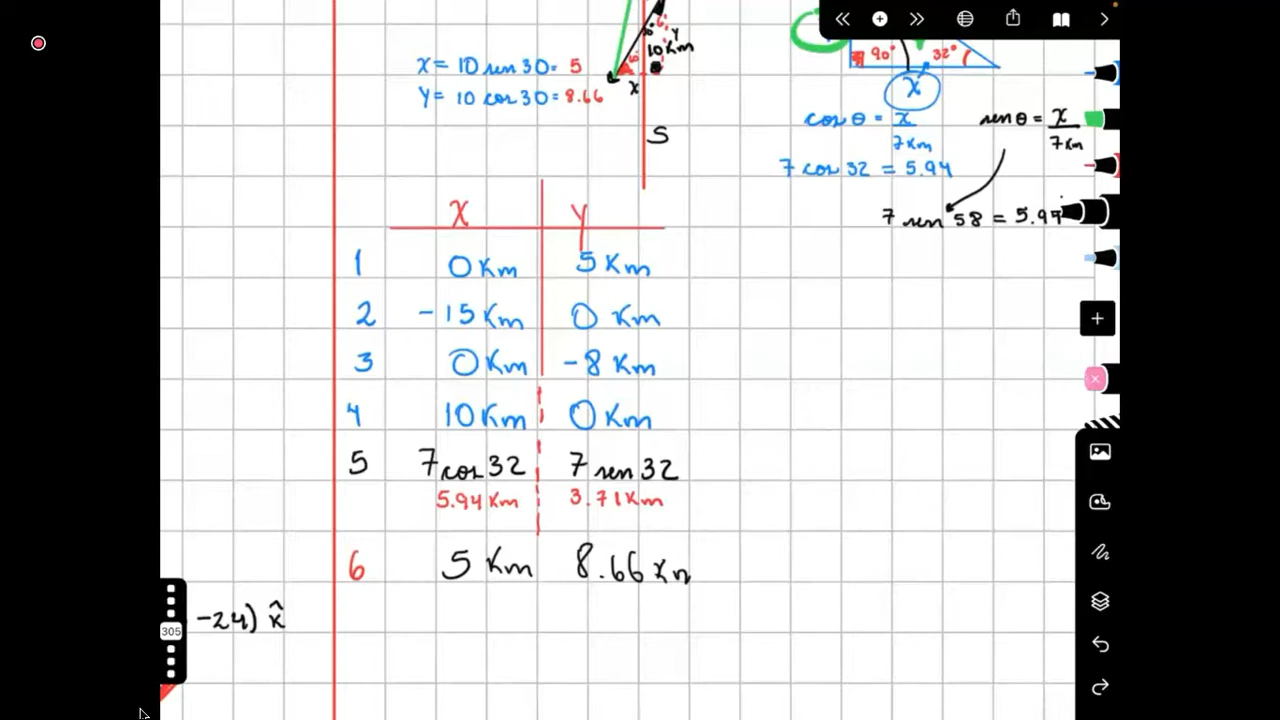 x = 10 sen 30 = 5
y = 10 cos 30 = 8.66
10 Km
y
x
S
90° 32°
x
cos θ = x / 7 Km
7 cos 32 = 5.94
sen θ = x / 7 Km
7 sen 58 = 5.94
X Y
1 0 Km 5 Km
2 -15 Km 0 Km
3 0 Km -8 Km
4 10 Km 0 Km
5 7 cos 32 7 sen 32
5.94 Km 3.71 Km
6 5 Km 8.66 Km
-24) k̂
305